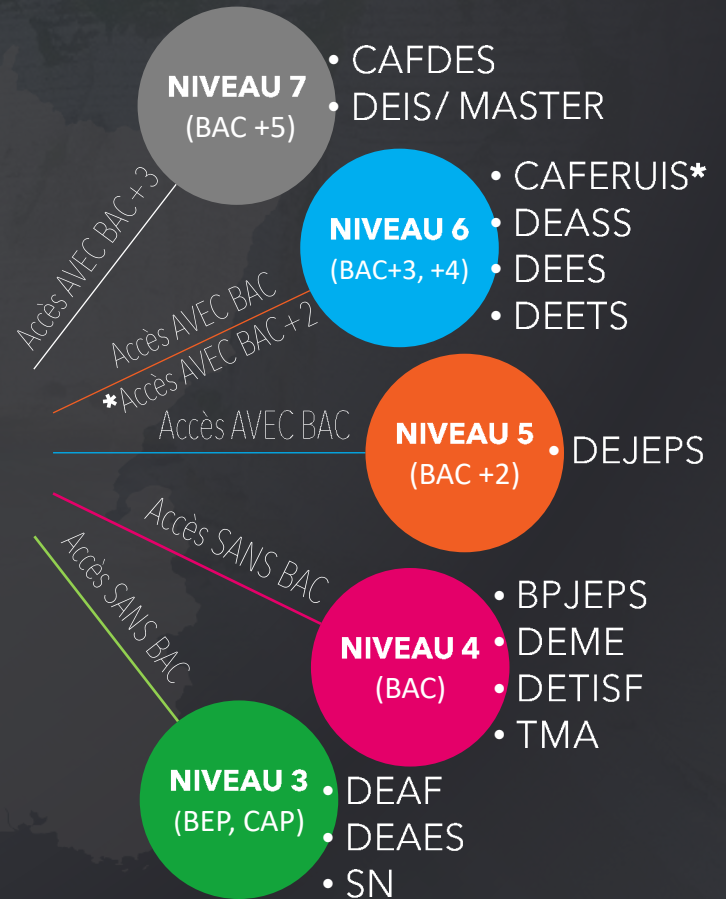 NIVEAU 7
(BAC +5)
• CAFDES
• DEIS/ MASTER
Accès AVEC BAC+3
NIVEAU 6
(BAC+3, +4)
• CAFERUIS*
• DEASS
• DEES
• DEETS
Accès AVEC BAC
*Accès AVEC BAC+2
NIVEAU 5
(BAC +2)
• DEJEPS
Accès AVEC BAC
NIVEAU 4
(BAC)
• BPJEPS
• DEME
• DETISF
• TMA
Accès SANS BAC
NIVEAU 3
(BEP, CAP)
• DEAF
• DEAES
• SN
Accès SANS BAC